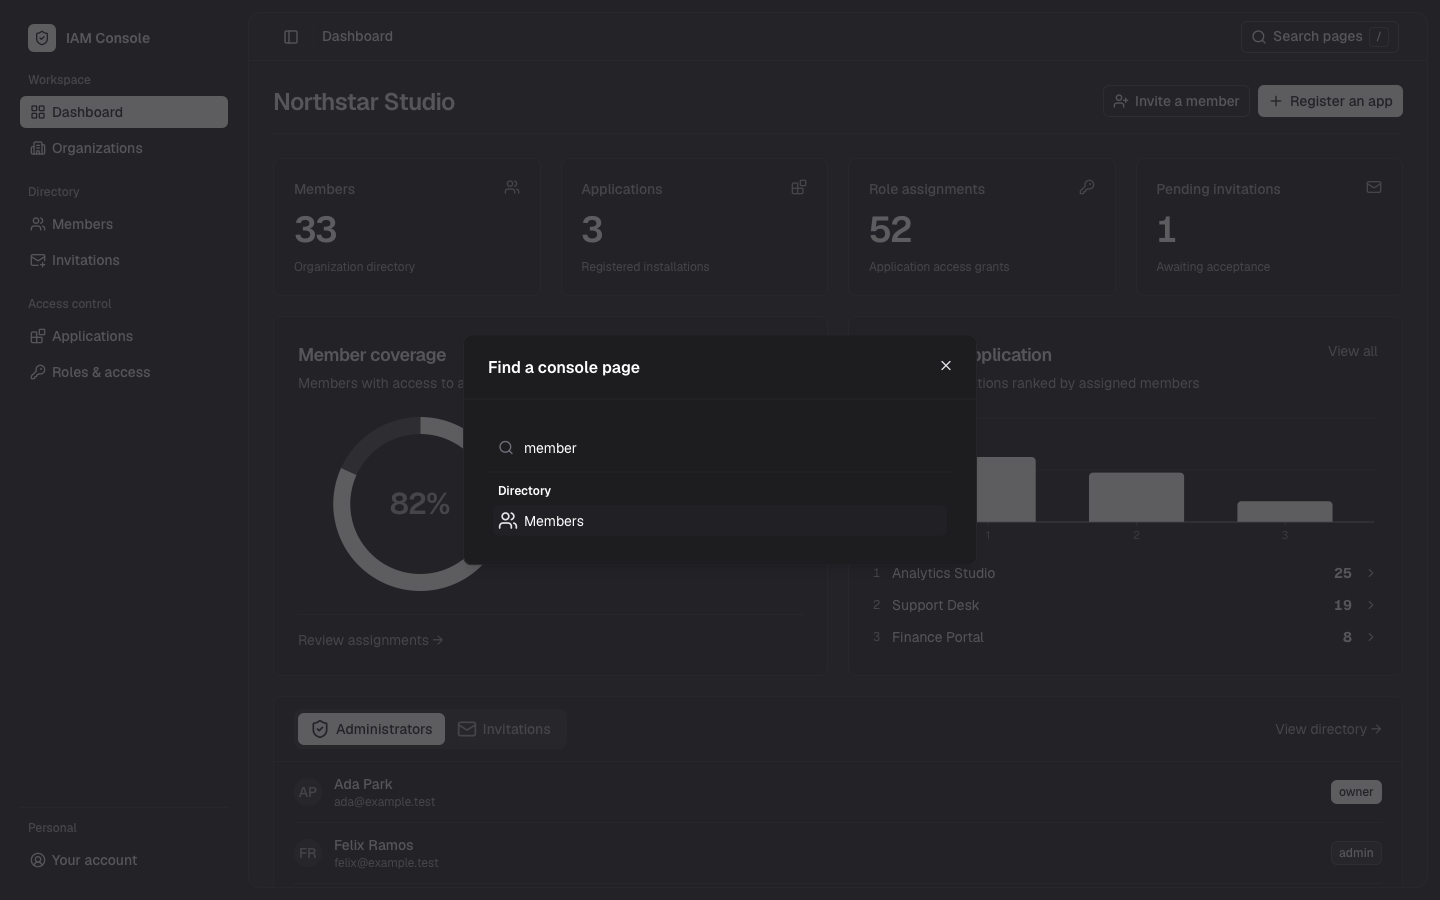 IAM Console
Workspace
Dashboard
Organizations
Directory
Members
Invitations
Access control
Applications
Roles & access
Personal
Your account
Dashboard
Search pages /
Northstar Studio
Invite a member
Register an app
Members
33
Organization directory
Applications
3
Registered installations
Role assignments
52
Application access grants
Pending invitations
1
Awaiting acceptance
Member coverage
Members with access to a
82%
Review assignments →
pplication
View all
tions ranked by assigned members
1
2
3
1 Analytics Studio 25
2 Support Desk 19
3 Finance Portal 8
Find a console page
member
Directory
Members
Administrators
Invitations
View directory →
AP
Ada Park
ada@example.test
owner
FR
Felix Ramos
felix@example.test
admin